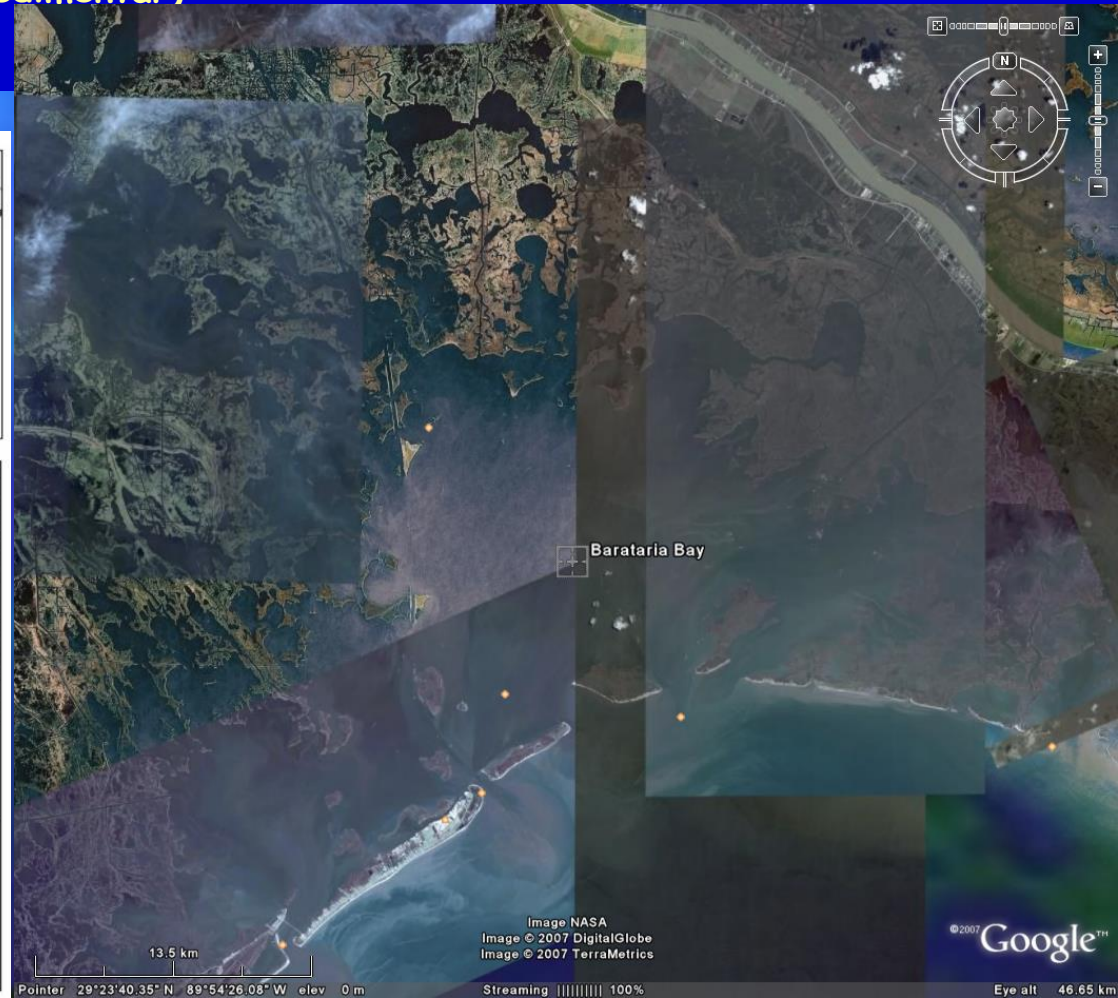 N
Barataria Bay
Image NASA
Image © 2007 DigitalGlobe
Image © 2007 TerraMetrics
©2007 Google™
13.5 km
Pointer 29°23'40.35" N 89°54'26.08" W elev 0 m
Streaming ||||||||| 100%
Eye alt 46.65 km